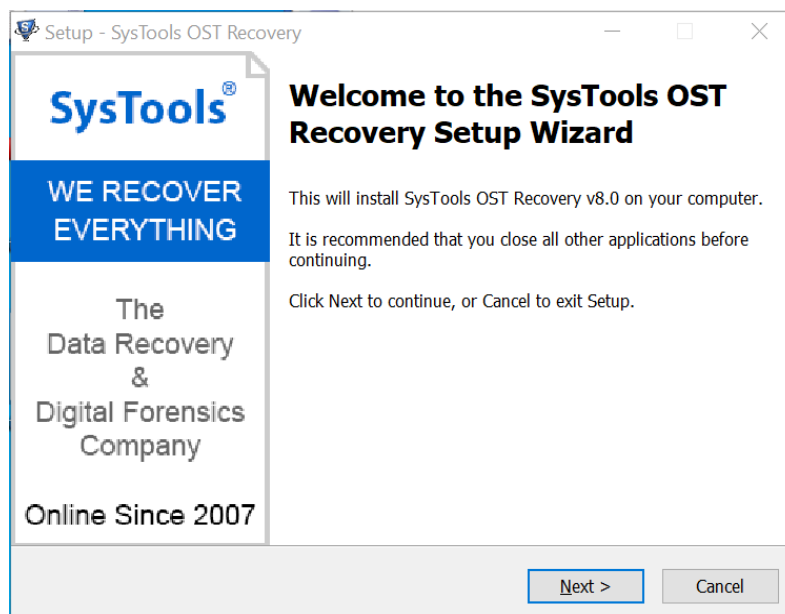 Setup - SysTools OST Recovery
SysTools®
WE RECOVER
EVERYTHING
The
Data Recovery
&
Digital Forensics
Company
Online Since 2007
Welcome to the SysTools OST
Recovery Setup Wizard
This will install SysTools OST Recovery v8.0 on your computer.
It is recommended that you close all other applications before
continuing.
Click Next to continue, or Cancel to exit Setup.
Next >
Cancel